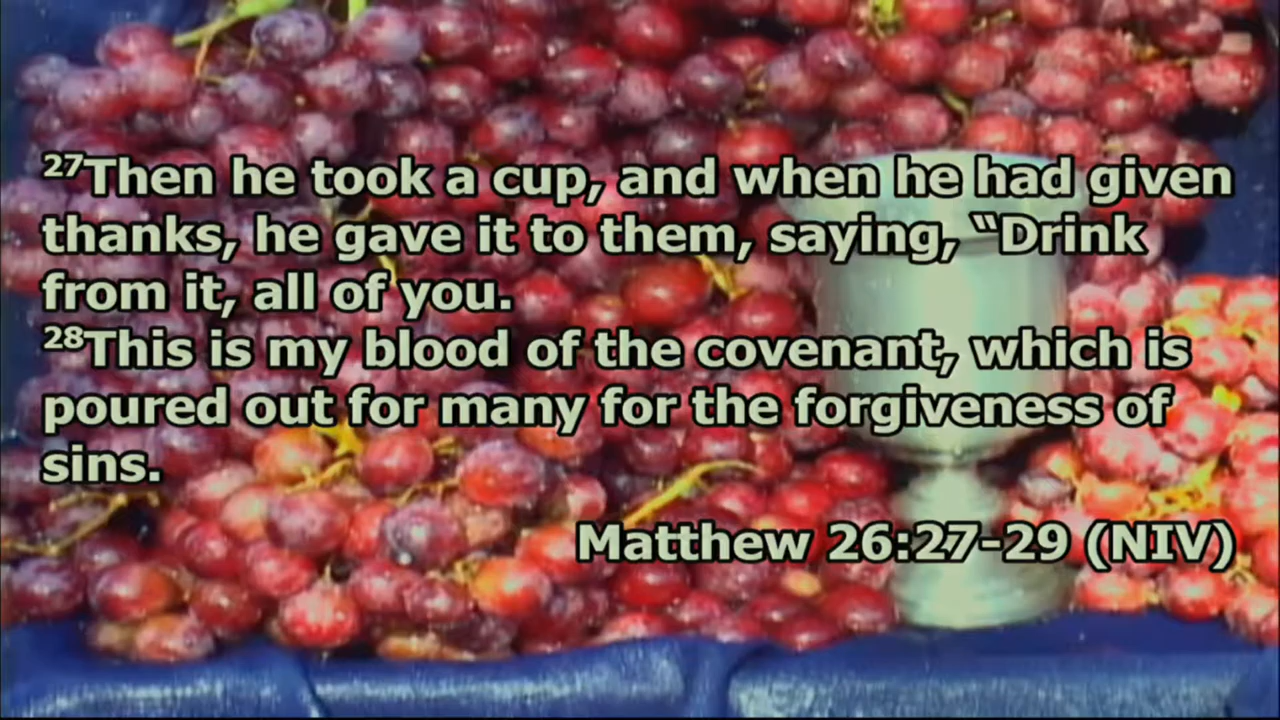 27Then he took a cup, and when he had given
thanks, he gave it to them, saying, “Drink
from it, all of you.
28This is my blood of the covenant, which is
poured out for many for the forgiveness of
sins.
Matthew 26:27-29 (NIV)